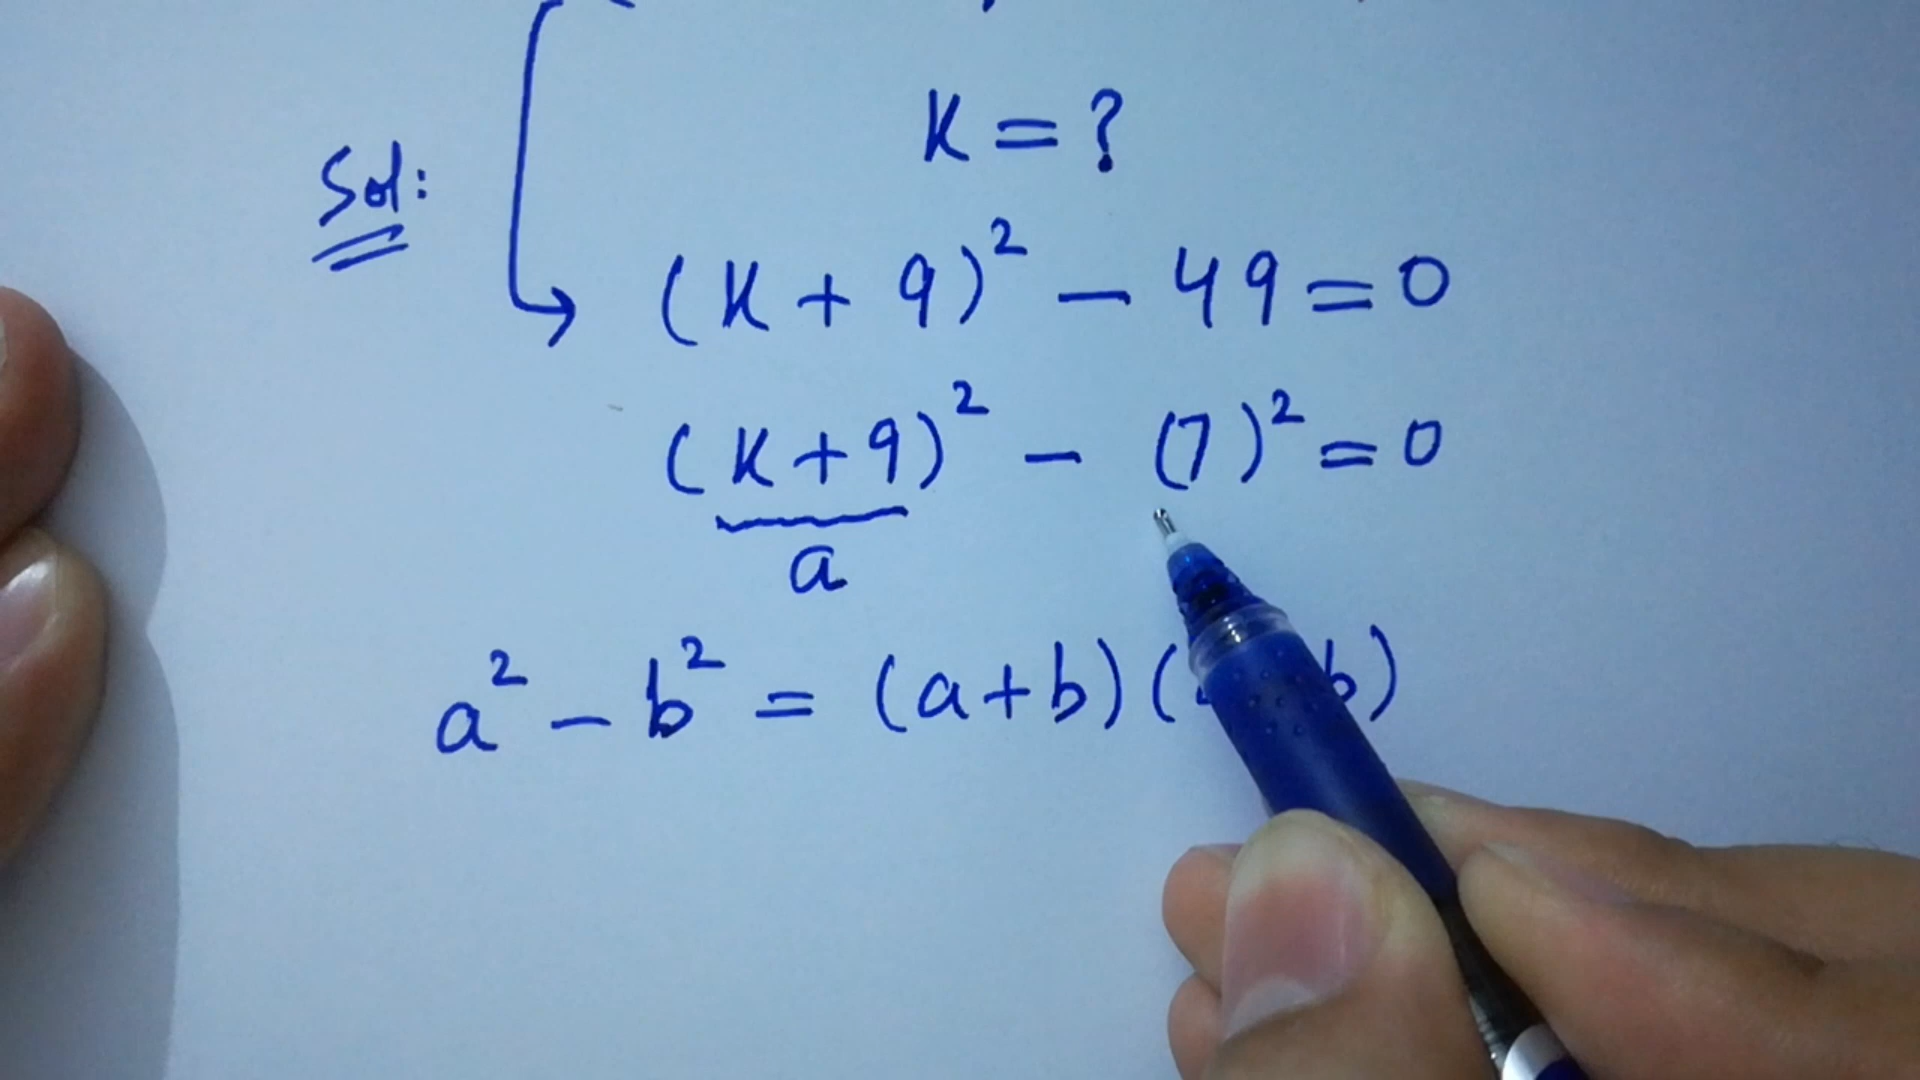 K = ?
Sol:
(K + 9)² - 49 = 0
(K + 9)² - (7)² = 0
a
a² - b² = (a+b)( b)